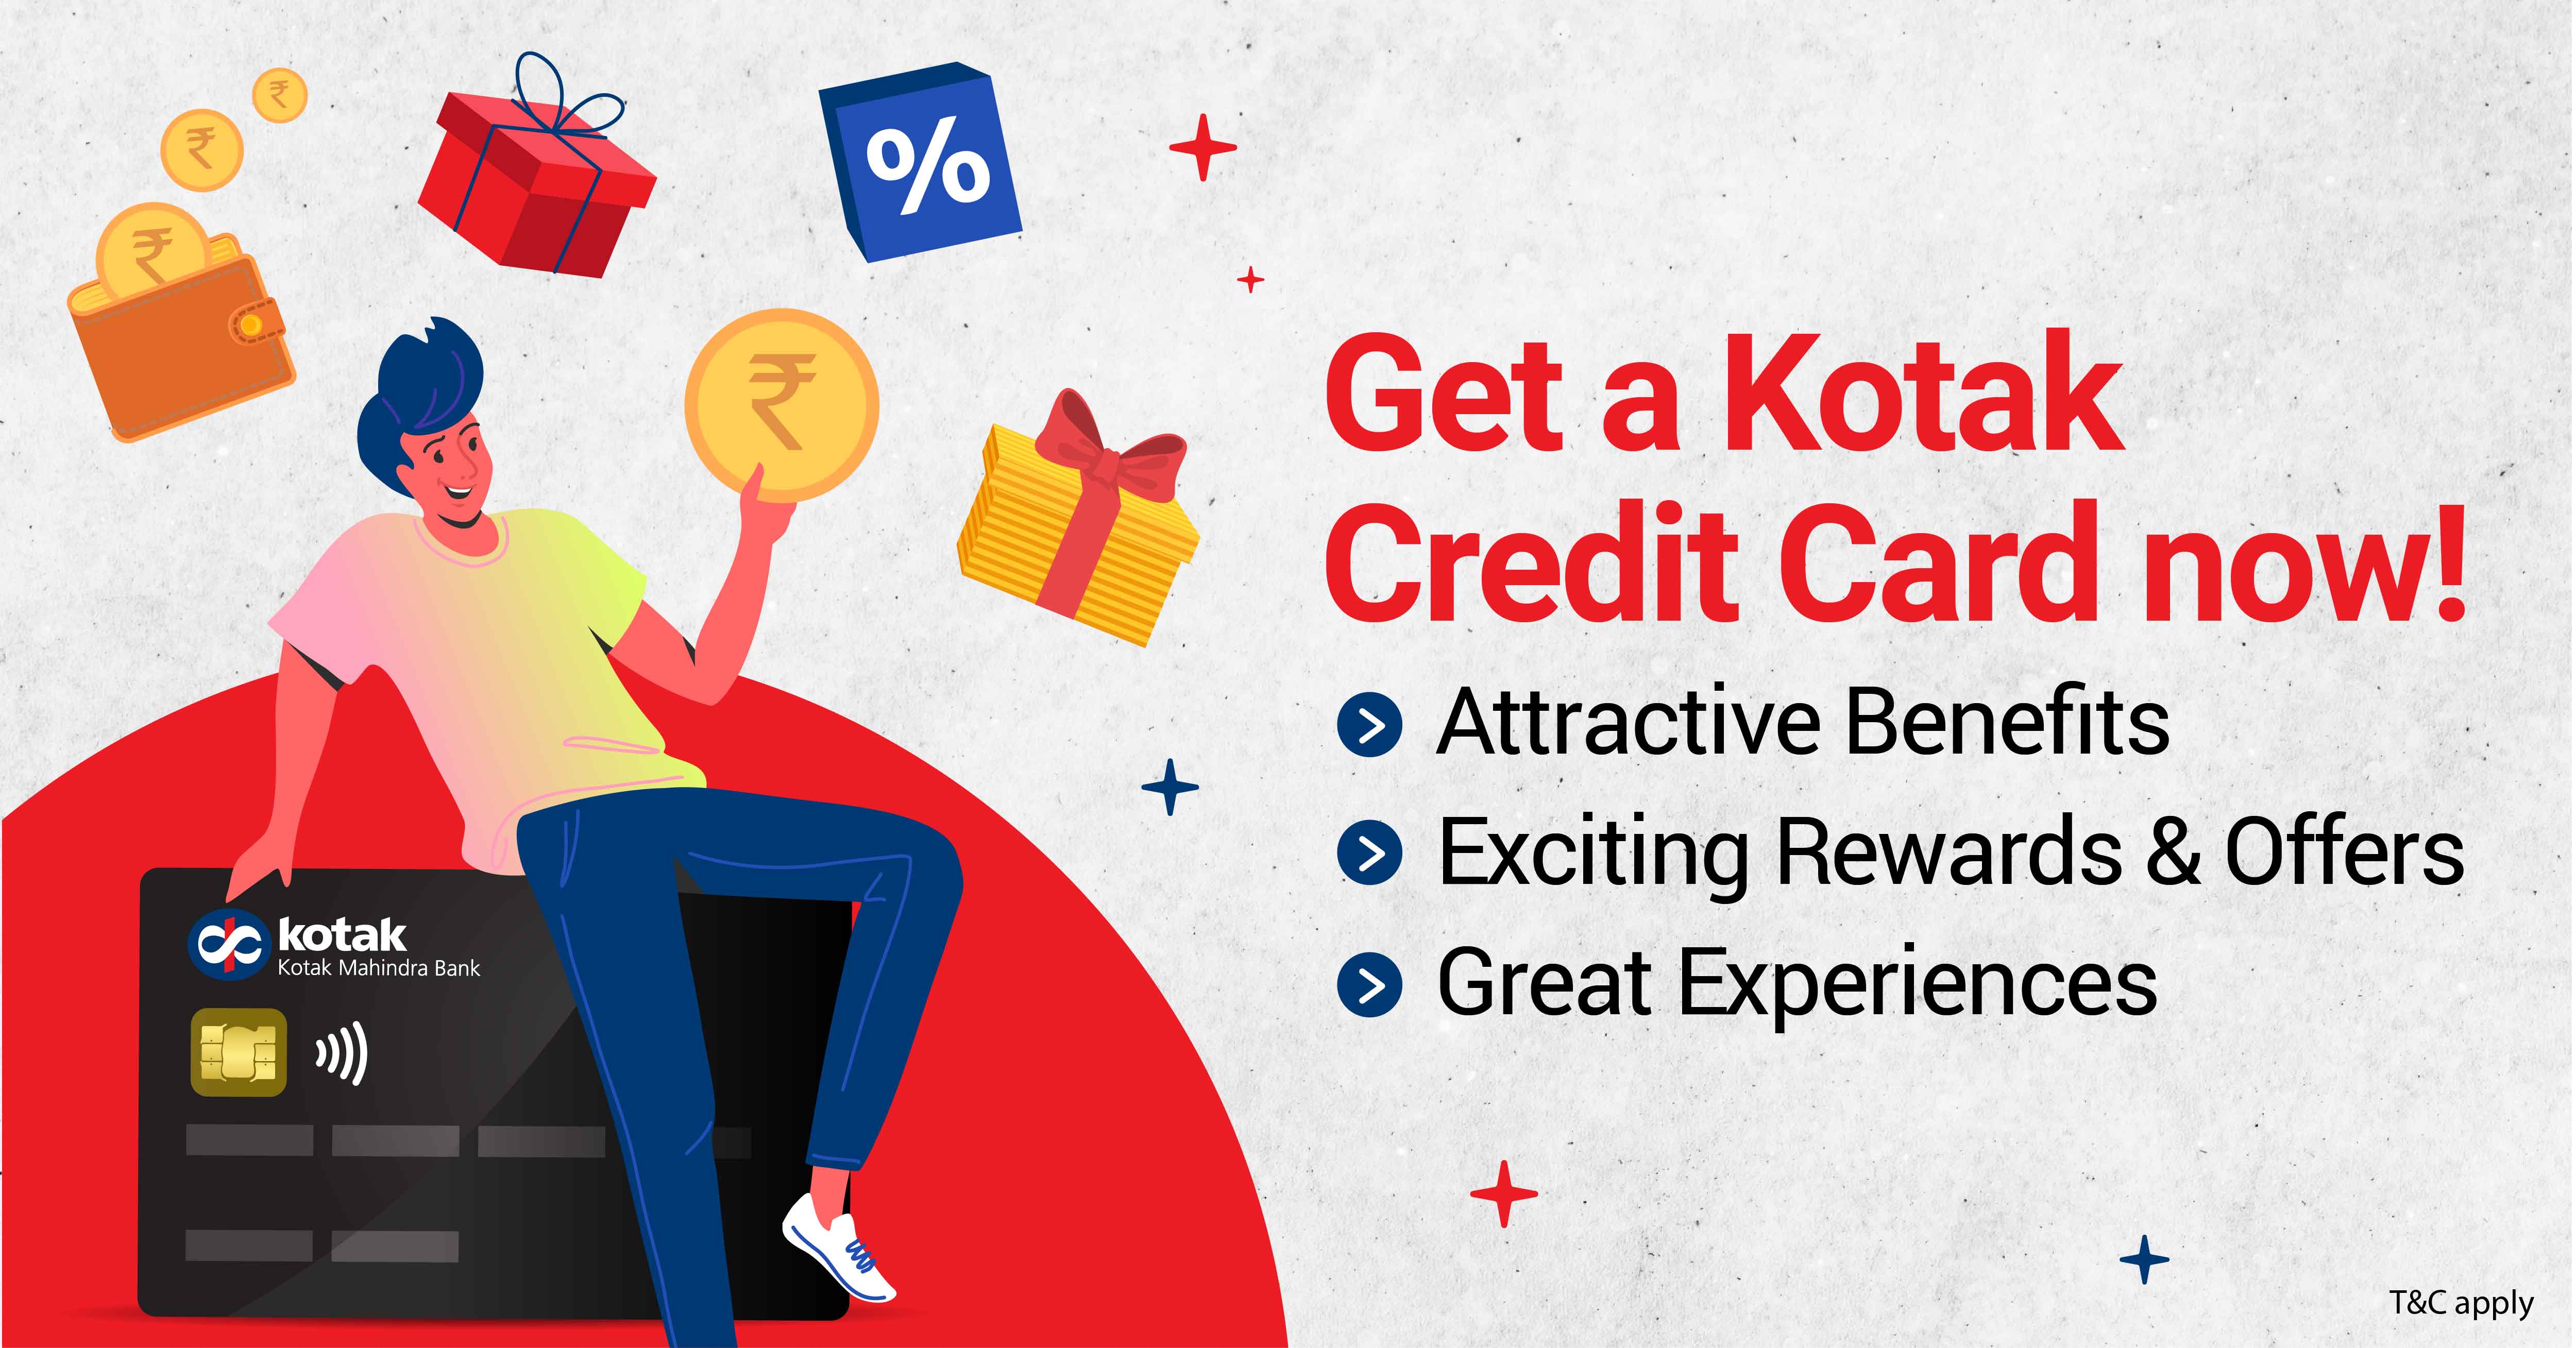 ₹
₹
₹
%
₹
Get a Kotak
Credit Card now!
Attractive Benefits
Exciting Rewards & Offers
Great Experiences
kotak
Kotak Mahindra Bank
T&C apply